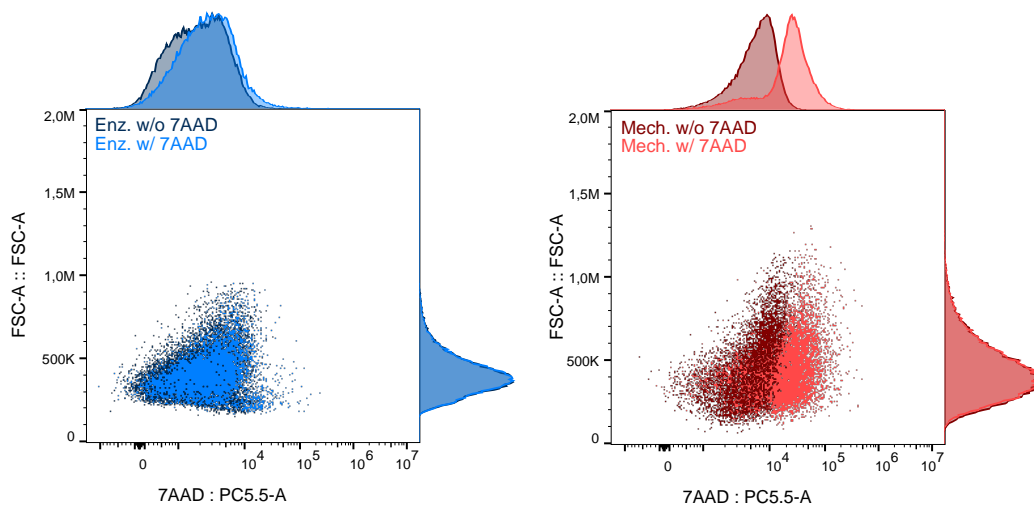 Enz. w/o 7AAD
Enz. w/ 7AAD
2,0M
1,5M
1,0M
500K
0
FSC-A :: FSC-A
0 10^4 10^5 10^6 10^7
7AAD : PC5.5-A
Mech. w/o 7AAD
Mech. w/ 7AAD
2,0M
1,5M
1,0M
500K
0
FSC-A :: FSC-A
0 10^4 10^5 10^6 10^7
7AAD : PC5.5-A